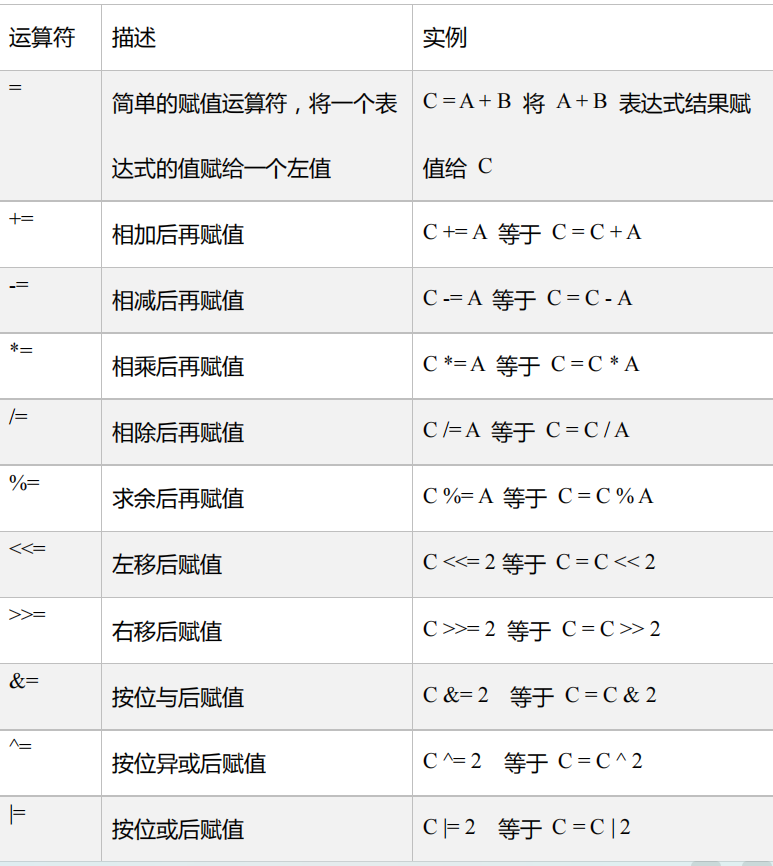 运算符 描述 实例
= 简单的赋值运算符，将一个表 C = A + B 将 A + B 表达式结果赋
达式的值赋给一个左值 值给 C
+= 相加后再赋值 C += A 等于 C = C + A
-= 相减后再赋值 C -= A 等于 C = C - A
*= 相乘后再赋值 C *= A 等于 C = C * A
/= 相除后再赋值 C /= A 等于 C = C / A
%= 求余后再赋值 C %= A 等于 C = C % A
<<= 左移后赋值 C <<= 2 等于 C = C << 2
>>= 右移后赋值 C >>= 2 等于 C = C >> 2
&= 按位与后赋值 C &= 2 等于 C = C & 2
^= 按位异或后赋值 C ^= 2 等于 C = C ^ 2
|= 按位或后赋值 C |= 2 等于 C = C | 2